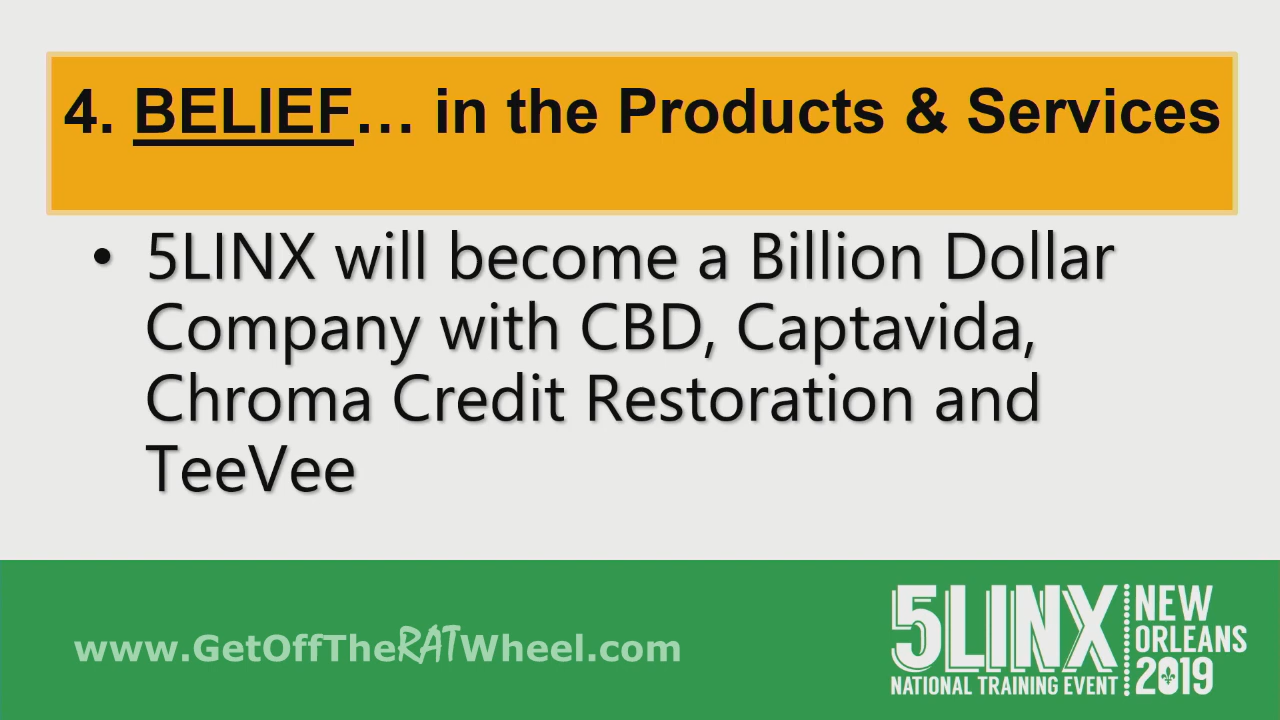 4. BELIEF… in the Products & Services
• 5LINX will become a Billion Dollar
Company with CBD, Captavida,
Chroma Credit Restoration and
TeeVee
www.GetOffTheRATWheel.com
5LINX
NATIONAL TRAINING EVENT
NEW
ORLEANS
2019